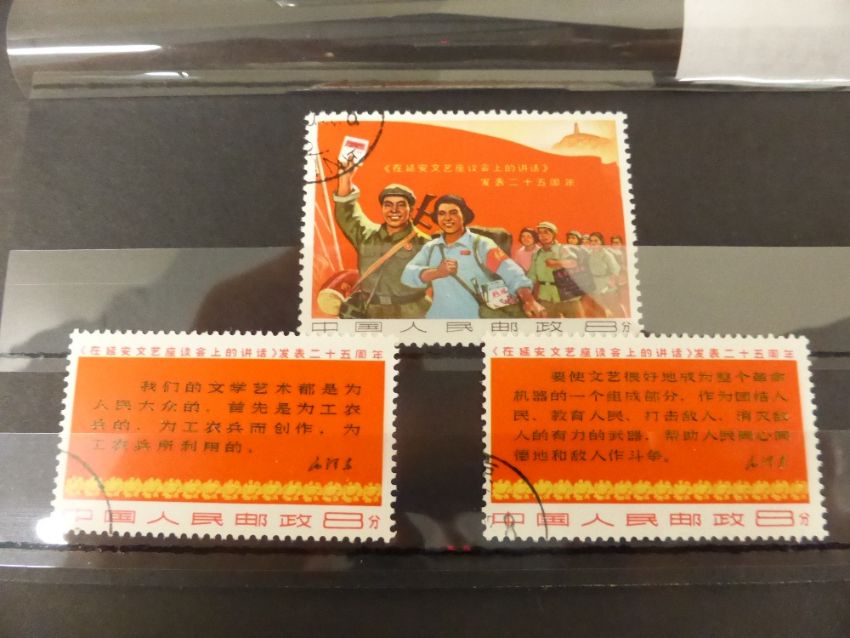 《在延安文艺座谈会上的讲话》
发表二十五周年
中国人民邮政8分
《在延安文艺座谈会上的讲话》发表二十五周年
我们的文学艺术都是为
人民大众的，首先是为工农
兵的，为工农兵而创作，为
工农兵所利用的。
毛泽东
中国人民邮政8分
《在延安文艺座谈会上的讲话》发表二十五周年
要使文艺很好地成为整个革命
机器的一个组成部分，作为团结人
民、教育人民、打击敌人、消灭敌
人的有力的武器，帮助人民同心同
德地和敌人作斗争。
毛泽东
中国人民邮政8分